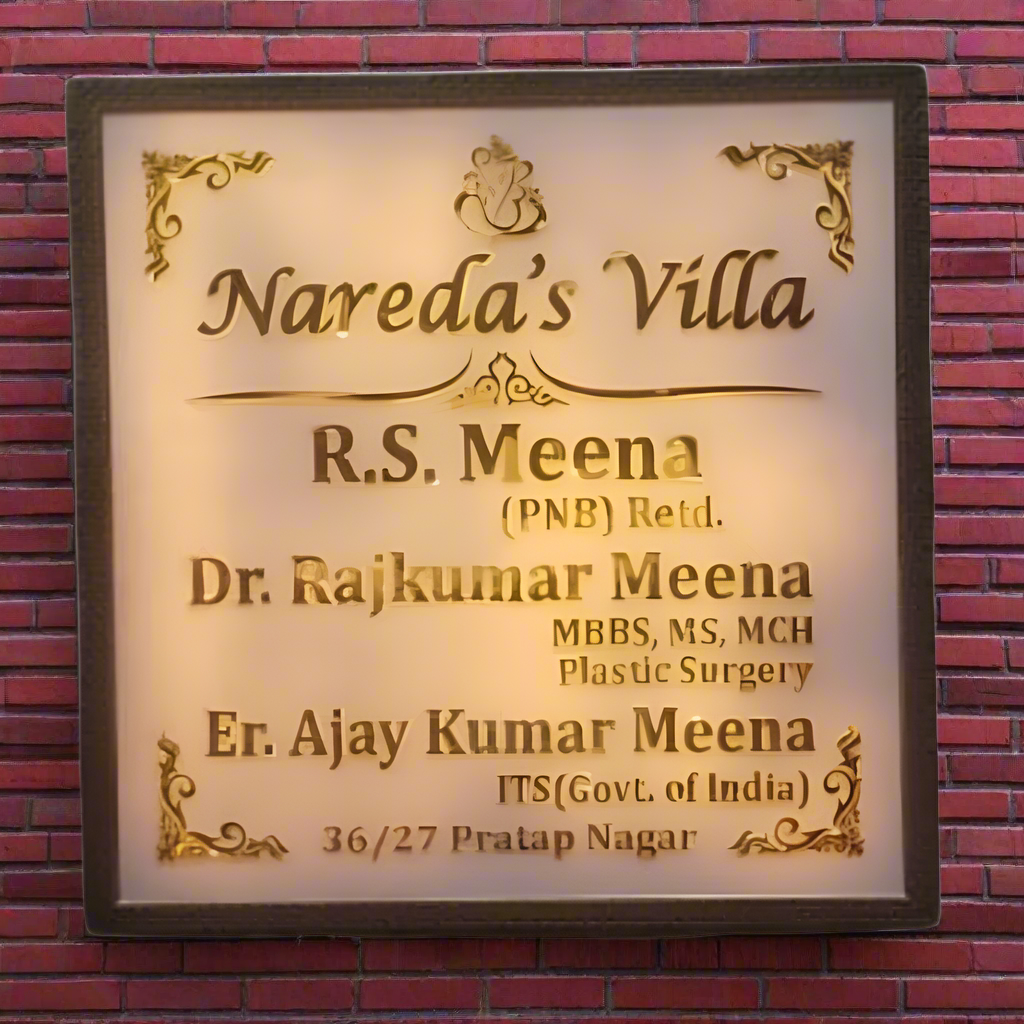 Nareda's Villa
R.S. Meena
(PNB) Retd.
Dr. Rajkumar Meena
MBBS, MS, MCH
Plastic Surgery
Er. Ajay Kumar Meena
ITS(Govt. of India)
36/27 Pratap Nagar